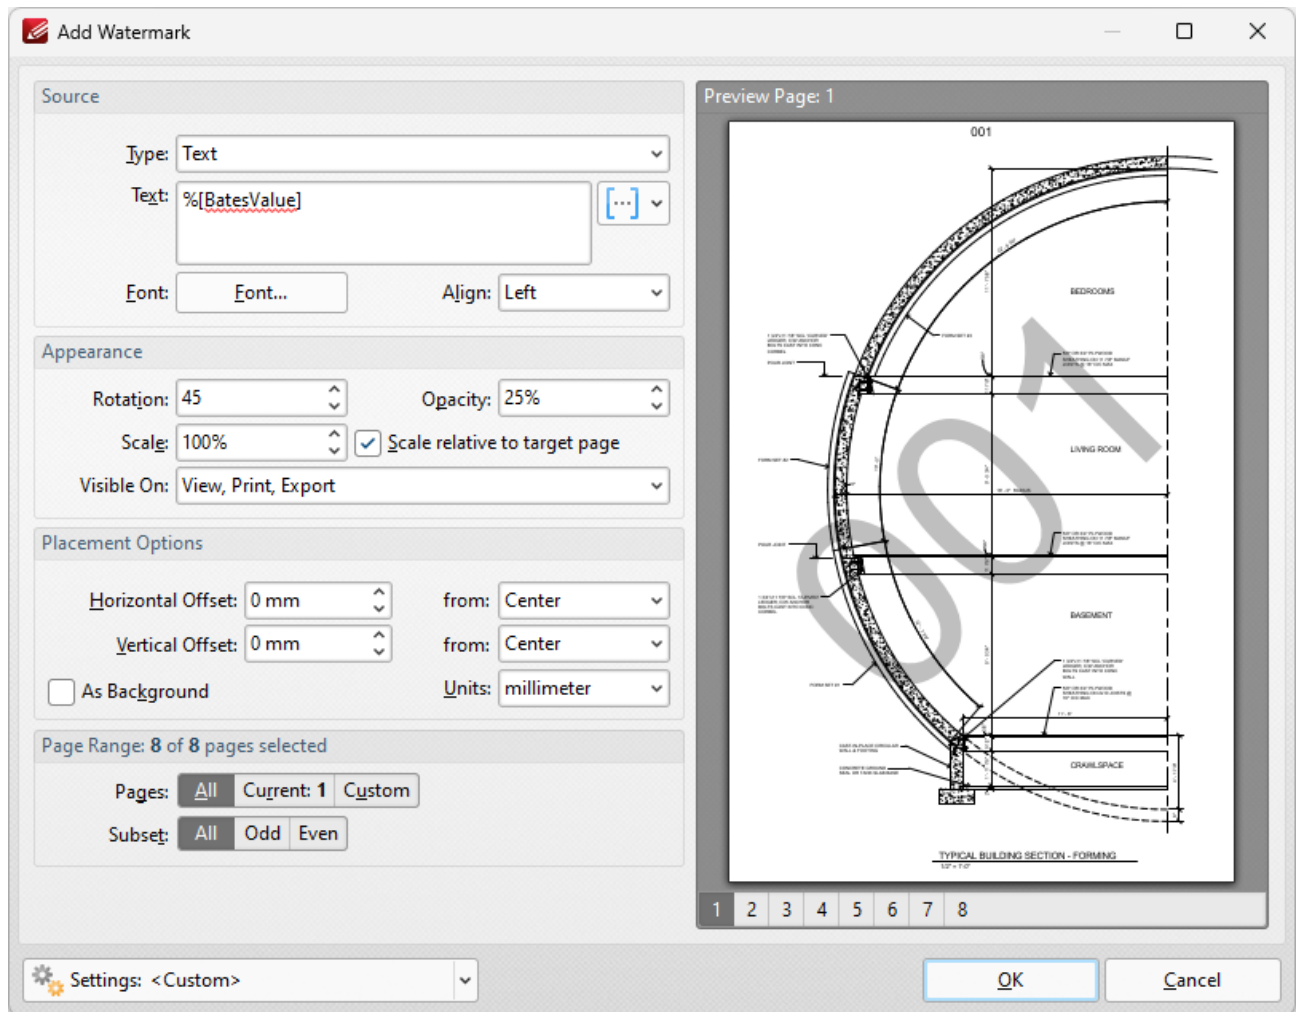 Add Watermark
Source
Type: Text
Text: %[BatesValue]
Font: Font... Align: Left
Appearance
Rotation: 45 Opacity: 25%
Scale: 100% Scale relative to target page
Visible On: View, Print, Export
Placement Options
Horizontal Offset: 0 mm from: Center
Vertical Offset: 0 mm from: Center
As Background Units: millimeter
Page Range: 8 of 8 pages selected
Pages: All Current: 1 Custom
Subset: All Odd Even
Preview Page: 1
001
BEDROOMS
LIVING ROOM
001
BASEMENT
CRAWLSPACE
TYPICAL BUILDING SECTION - FORMING
1/2" = 1'-0"
1 2 3 4 5 6 7 8
Settings: <Custom>
OK Cancel